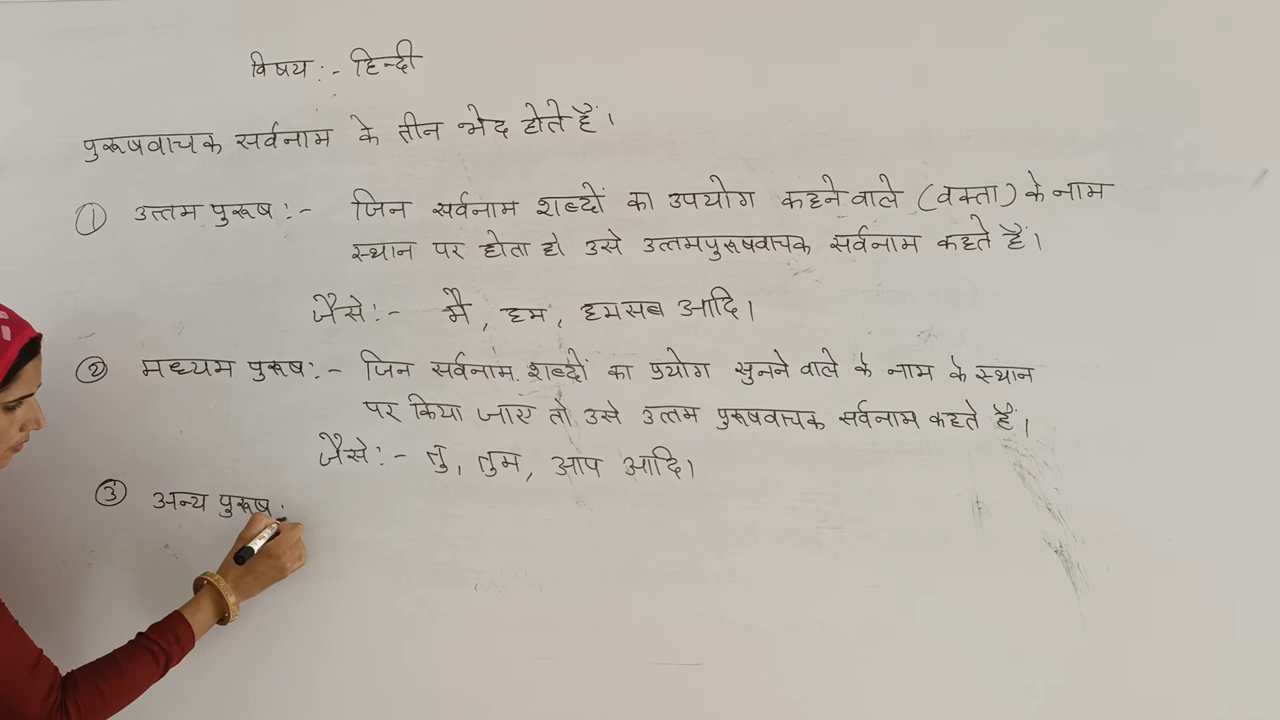 विषय :- हिन्दी
पुरूषवाचक सर्वनाम के तीन भेद होते हैं।
① उत्तम पुरूष :- जिन सर्वनाम शब्दों का उपयोग कहने वाले (वक्ता) के नाम
स्थान पर होता हो उसे उत्तमपुरूषवाचक सर्वनाम कहते हैं।
जैसे :- मै, हम, हमसब आदि।
② मध्यम पुरूष :- जिन सर्वनाम शब्दों का प्रयोग सुनने वाले के नाम के स्थान
पर किया जाए तो उसे उत्तम पुरूषवाचक सर्वनाम कहते हैं।
जैसे :- तु, तुम, आप आदि।
③ अन्य पुरूष :